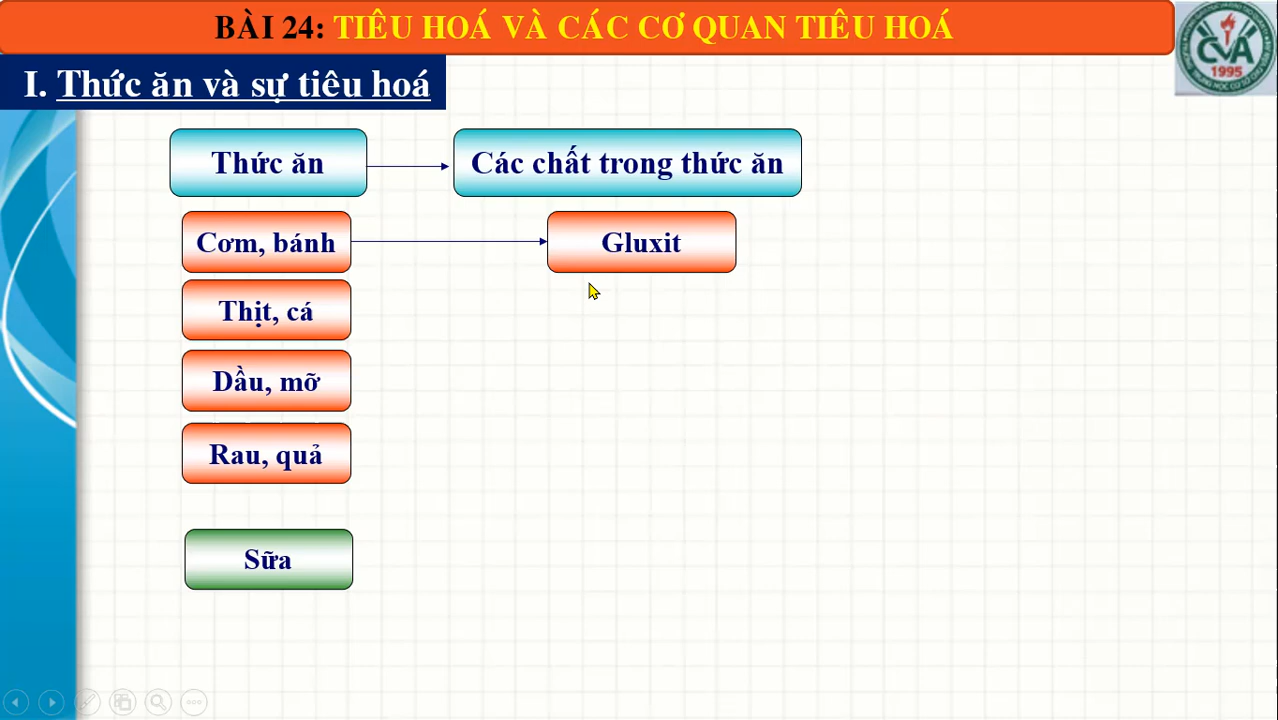 BÀI 24: TIÊU HOÁ VÀ CÁC CƠ QUAN TIÊU HOÁ
CVA
1995
I. Thức ăn và sự tiêu hoá
Thức ăn
Các chất trong thức ăn
Cơm, bánh
Gluxit
Thịt, cá
Dầu, mỡ
Rau, quả
Sữa